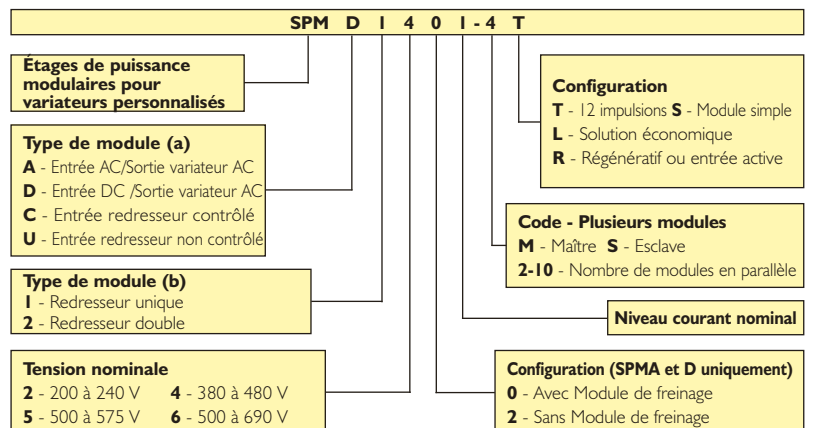 SPM D 1 4 0 1 - 4 T
Étages de puissance
modulaires pour
variateurs personnalisés
Type de module (a)
A - Entrée AC/Sortie variateur AC
D - Entrée DC /Sortie variateur AC
C - Entrée redresseur contrôlé
U - Entrée redresseur non contrôlé
Type de module (b)
1 - Redresseur unique
2 - Redresseur double
Tension nominale
2 - 200 à 240 V 4 - 380 à 480 V
5 - 500 à 575 V 6 - 500 à 690 V
Configuration
T - 12 impulsions S - Module simple
L - Solution économique
R - Régénératif ou entrée active
Code - Plusieurs modules
M - Maître S - Esclave
2-10 - Nombre de modules en parallèle
Niveau courant nominal
Configuration (SPMA et D uniquement)
0 - Avec Module de freinage
2 - Sans Module de freinage